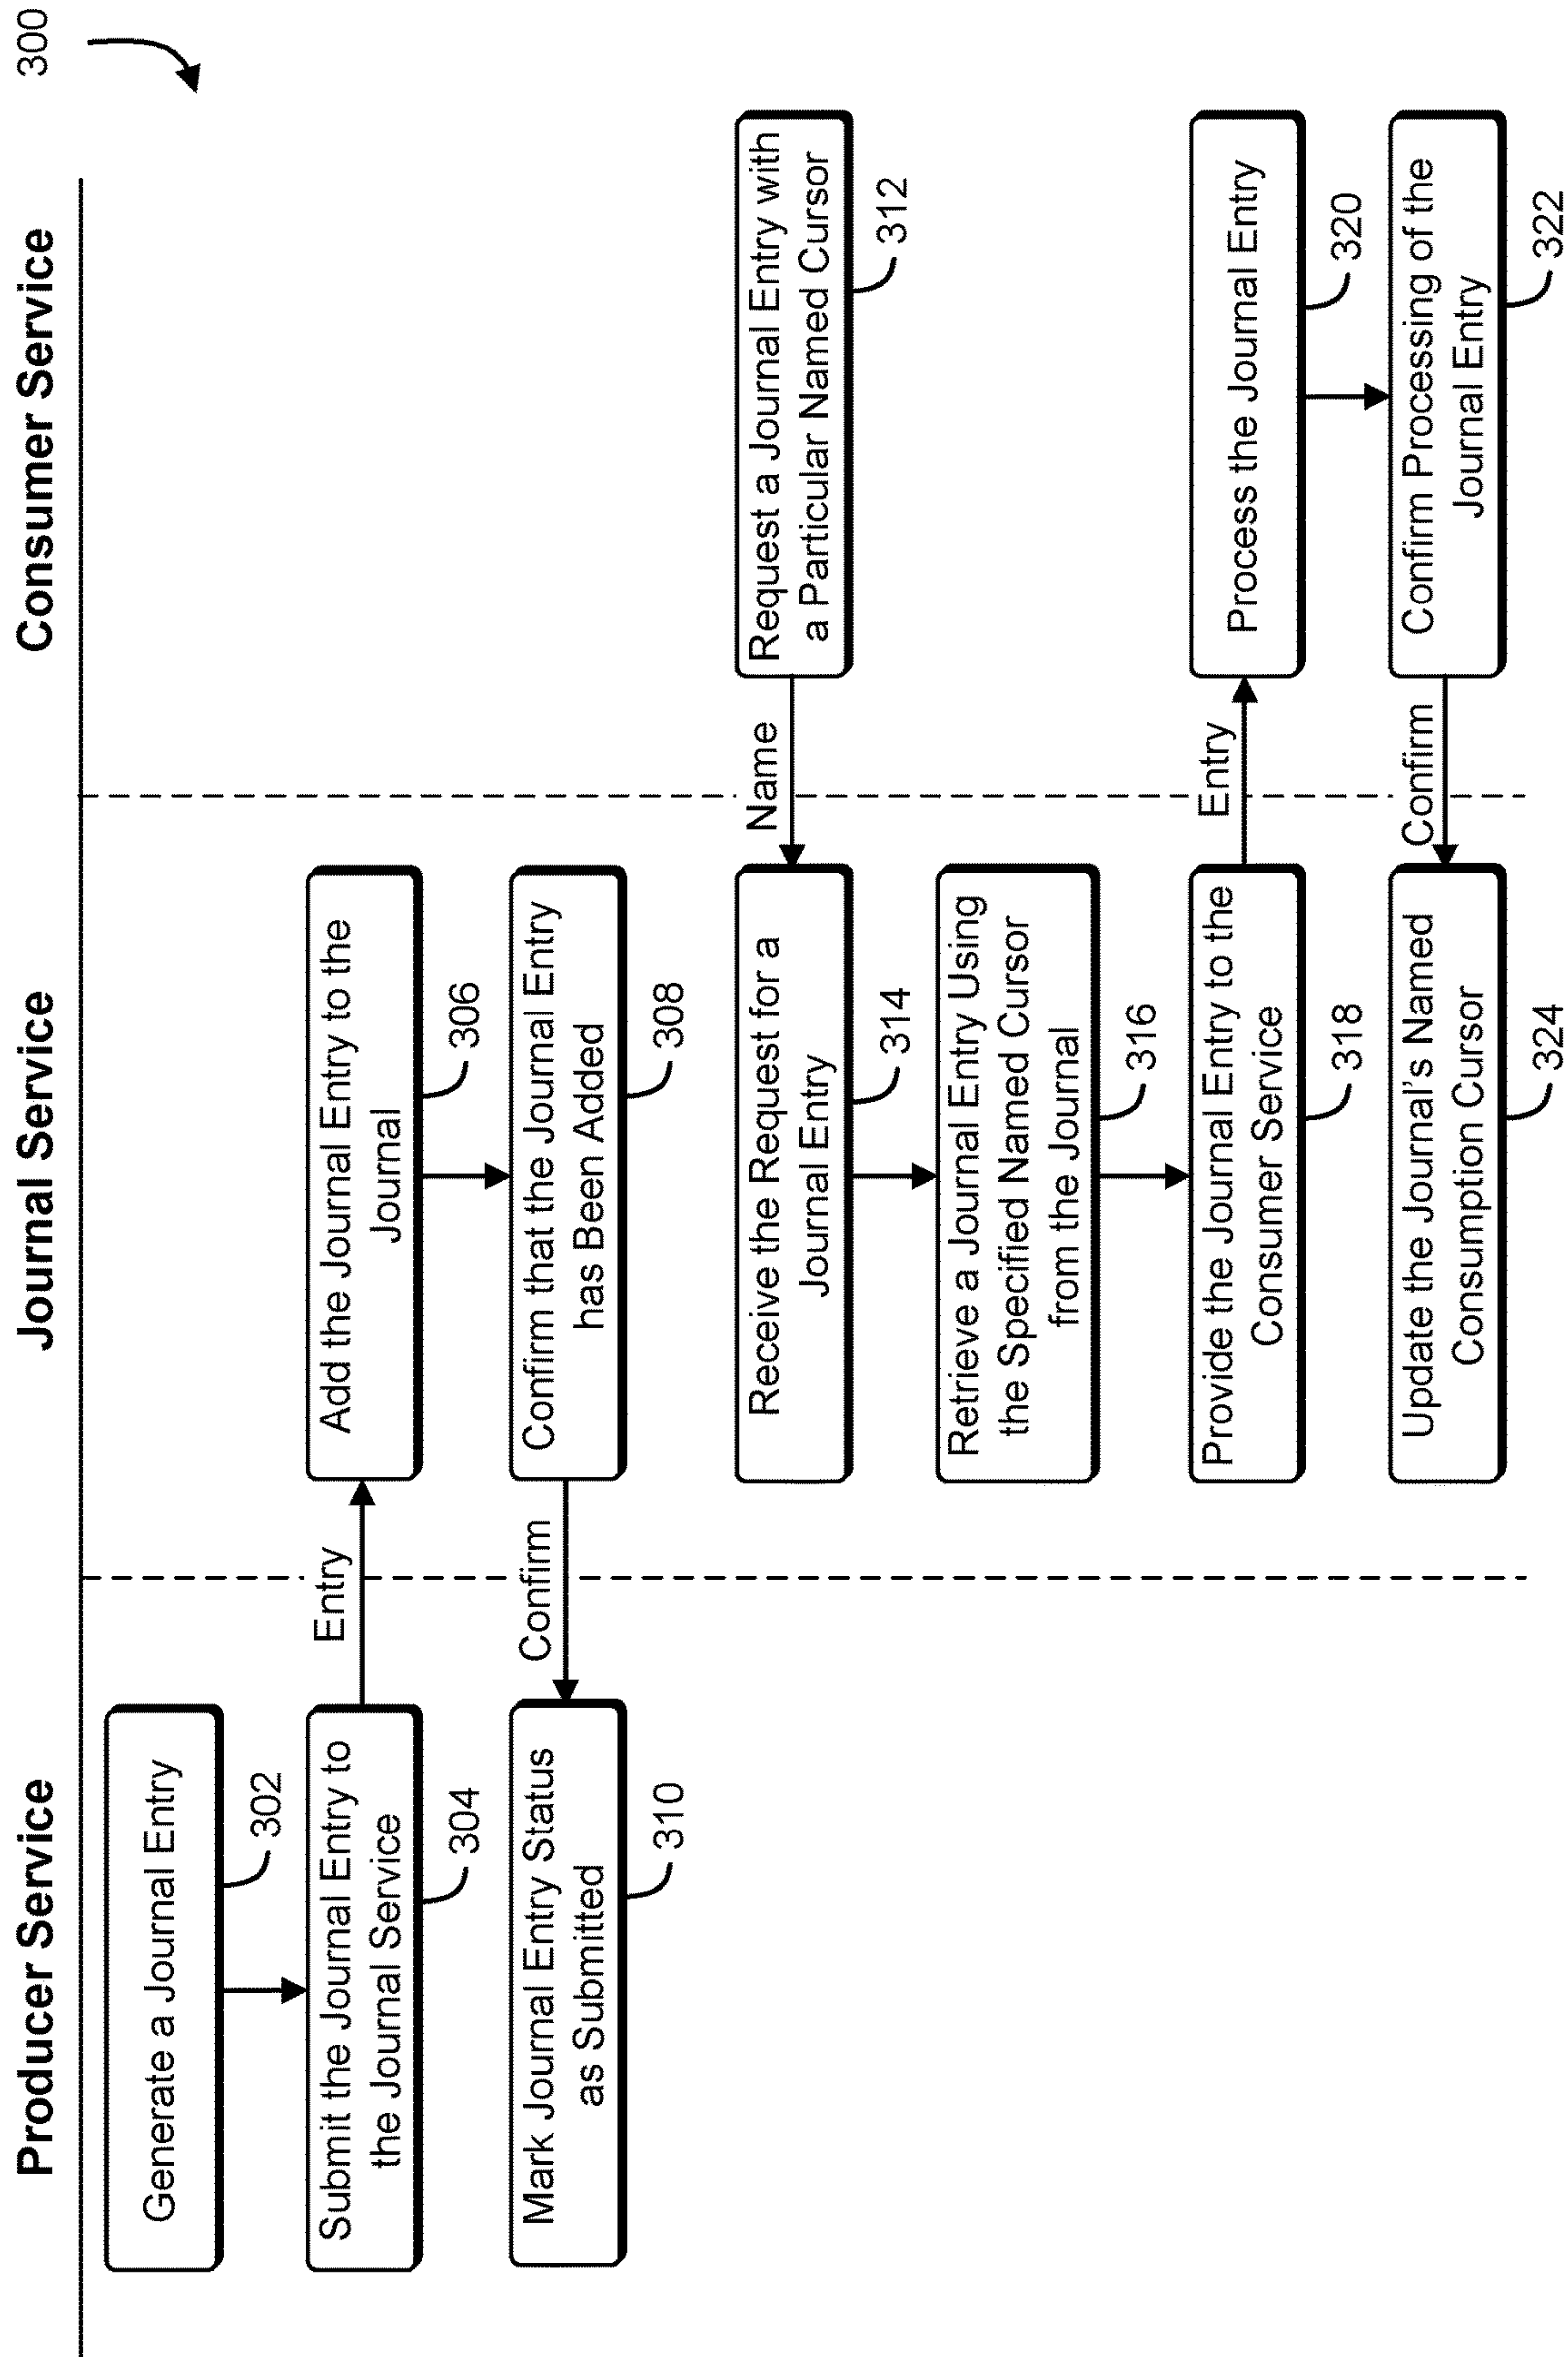 300
Producer Service
Journal Service
Consumer Service
Generate a Journal Entry
302
Submit the Journal Entry to
the Journal Service
304
Entry
Add the Journal Entry to the
Journal
306
Confirm that the Journal Entry
has Been Added
308
Confirm
Mark Journal Entry Status
as Submitted
310
Request a Journal Entry with
a Particular Named Cursor
312
Name
Receive the Request for a
Journal Entry
314
Retrieve a Journal Entry Using
the Specified Named Cursor
from the Journal
316
Provide the Journal Entry to the
Consumer Service
318
Entry
Process the Journal Entry
320
Confirm Processing of the
Journal Entry
322
Confirm
Update the Journal's Named
Consumption Cursor
324